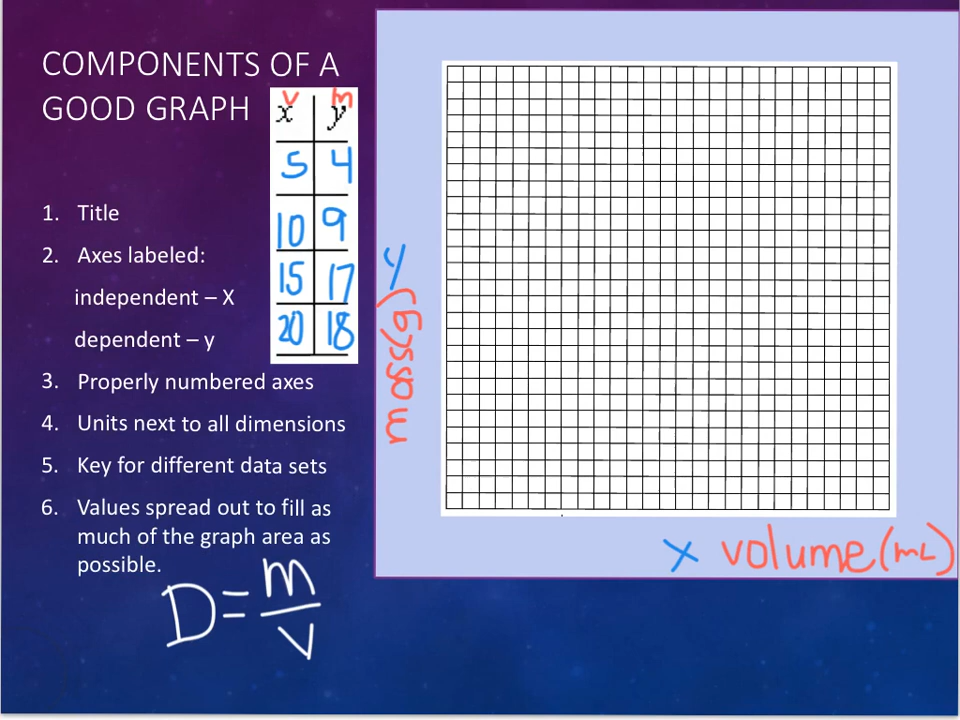 COMPONENTS OF A
GOOD GRAPH
v m
x y
5 4
10 9
15 17
20 18
1. Title
2. Axes labeled:
independent – X
dependent – y
3. Properly numbered axes
4. Units next to all dimensions
5. Key for different data sets
6. Values spread out to fill as
much of the graph area as
possible.
D = m
v
mass(g) y
x volume (mL)